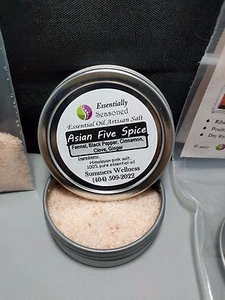 Essentially
Seasoned
Essential Oil Artisan Salt
Asian Five Spice
Fennel, Black Pepper, Cinnamon,
Clove, Ginger
Ingredients:
Himalayan pink salt,
100% pure essential oil
Summers Wellness
(404) 509-2022